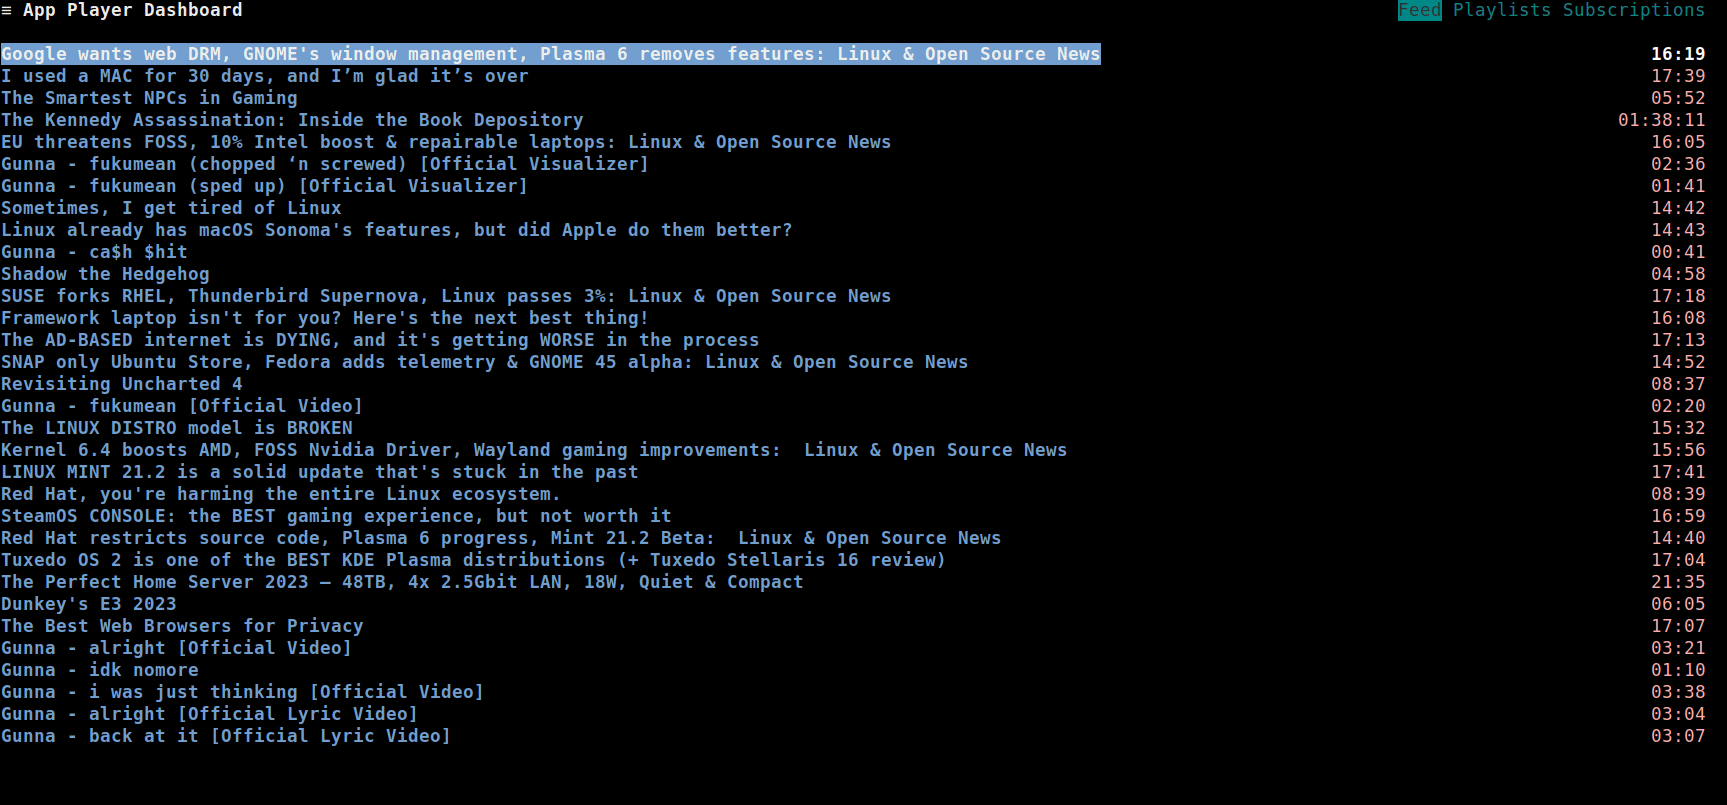 ≡ App Player Dashboard Feed Playlists Subscriptions
Google wants web DRM, GNOME's window management, Plasma 6 removes features: Linux & Open Source News 16:19
I used a MAC for 30 days, and I’m glad it’s over 17:39
The Smartest NPCs in Gaming 05:52
The Kennedy Assassination: Inside the Book Depository 01:38:11
EU threatens FOSS, 10% Intel boost & repairable laptops: Linux & Open Source News 16:05
Gunna - fukumean (chopped ‘n screwed) [Official Visualizer] 02:36
Gunna - fukumean (sped up) [Official Visualizer] 01:41
Sometimes, I get tired of Linux 14:42
Linux already has macOS Sonoma's features, but did Apple do them better? 14:43
Gunna - ca$h $hit 00:41
Shadow the Hedgehog 04:58
SUSE forks RHEL, Thunderbird Supernova, Linux passes 3%: Linux & Open Source News 17:18
Framework laptop isn't for you? Here's the next best thing! 16:08
The AD-BASED internet is DYING, and it's getting WORSE in the process 17:13
SNAP only Ubuntu Store, Fedora adds telemetry & GNOME 45 alpha: Linux & Open Source News 14:52
Revisiting Uncharted 4 08:37
Gunna - fukumean [Official Video] 02:20
The LINUX DISTRO model is BROKEN 15:32
Kernel 6.4 boosts AMD, FOSS Nvidia Driver, Wayland gaming improvements:  Linux & Open Source News 15:56
LINUX MINT 21.2 is a solid update that's stuck in the past 17:41
Red Hat, you're harming the entire Linux ecosystem. 08:39
SteamOS CONSOLE: the BEST gaming experience, but not worth it 16:59
Red Hat restricts source code, Plasma 6 progress, Mint 21.2 Beta:  Linux & Open Source News 14:40
Tuxedo OS 2 is one of the BEST KDE Plasma distributions (+ Tuxedo Stellaris 16 review) 17:04
The Perfect Home Server 2023 – 48TB, 4x 2.5Gbit LAN, 18W, Quiet & Compact 21:35
Dunkey's E3 2023 06:05
The Best Web Browsers for Privacy 17:07
Gunna - alright [Official Video] 03:21
Gunna - idk nomore 01:10
Gunna - i was just thinking [Official Video] 03:38
Gunna - alright [Official Lyric Video] 03:04
Gunna - back at it [Official Lyric Video] 03:07